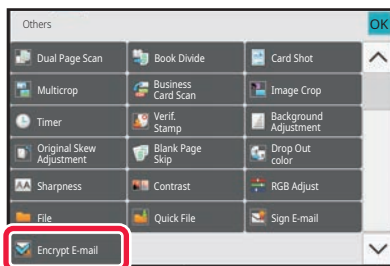 Others
OK
Dual Page Scan
Book Divide
Card Shot
Multicrop
Business
Card Scan
Image Crop
Timer
Verif.
Stamp
Background
Adjustment
Original Skew
Adjustment
Blank Page
Skip
Drop Out
color
AA
Sharpness
Contrast
RGB Adjust
File
Quick File
Sign E-mail
Encrypt E-mail